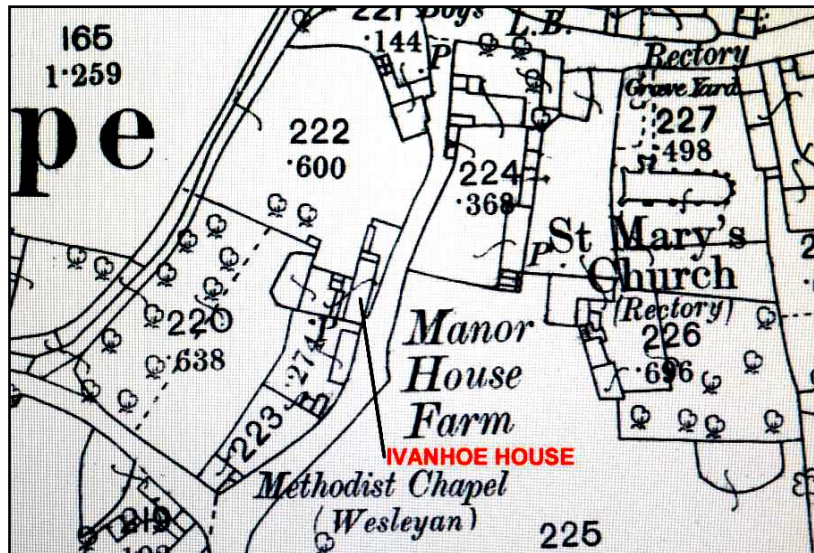 165
1·259
pe
221 Boys
·144
P
L.B.
Rectory
Grave Yard
227
·498
222
·600
224
·368
P.
St Mary's
Church
(Rectory)
226
·696
220
·638
·274
223
Manor
House
Farm
IVANHOE HOUSE
Methodist Chapel
(Wesleyan)
225
219